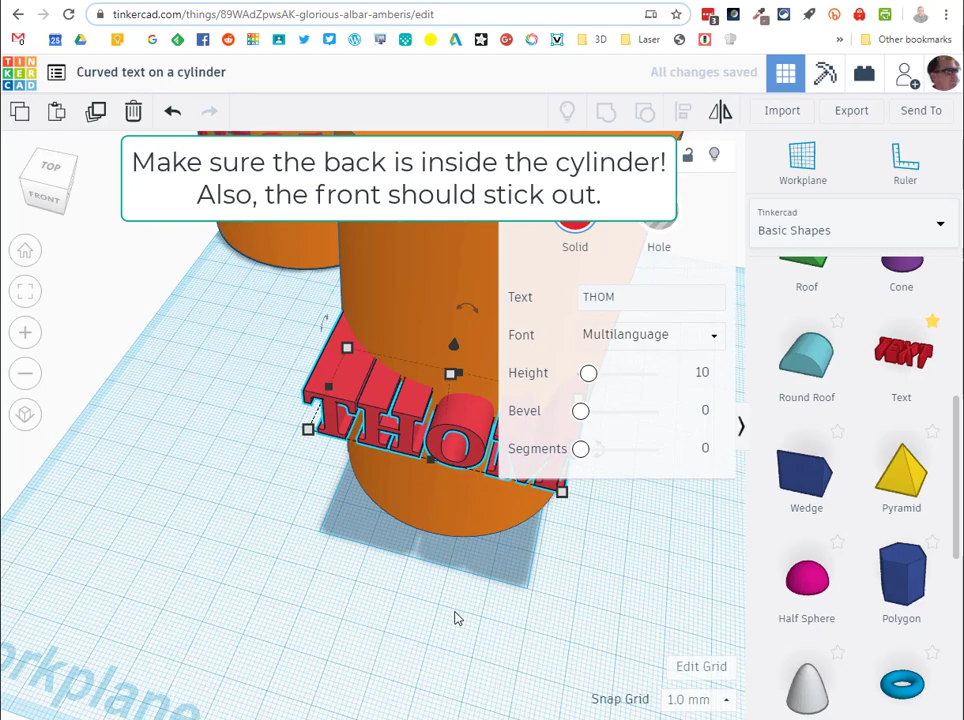 tinkercad.com/things/89WAdZpwsAK-glorious-albar-amberis/edit
3D
Laser
»
Other bookmarks
TIN
KER
CAD
Curved text on a cylinder
All changes saved
Import
Export
Send To
Make sure the back is inside the cylinder!
Also, the front should stick out.
TOP
FRONT
Solid
Hole
Text
THOM
Font
Multilanguage
Height
10
Bevel
0
Segments
0
THOM
Workplane
Ruler
Tinkercad
Basic Shapes
Roof
Cone
TEXT
Round Roof
Text
Wedge
Pyramid
Half Sphere
Polygon
orkplane
Edit Grid
Snap Grid
1.0 mm